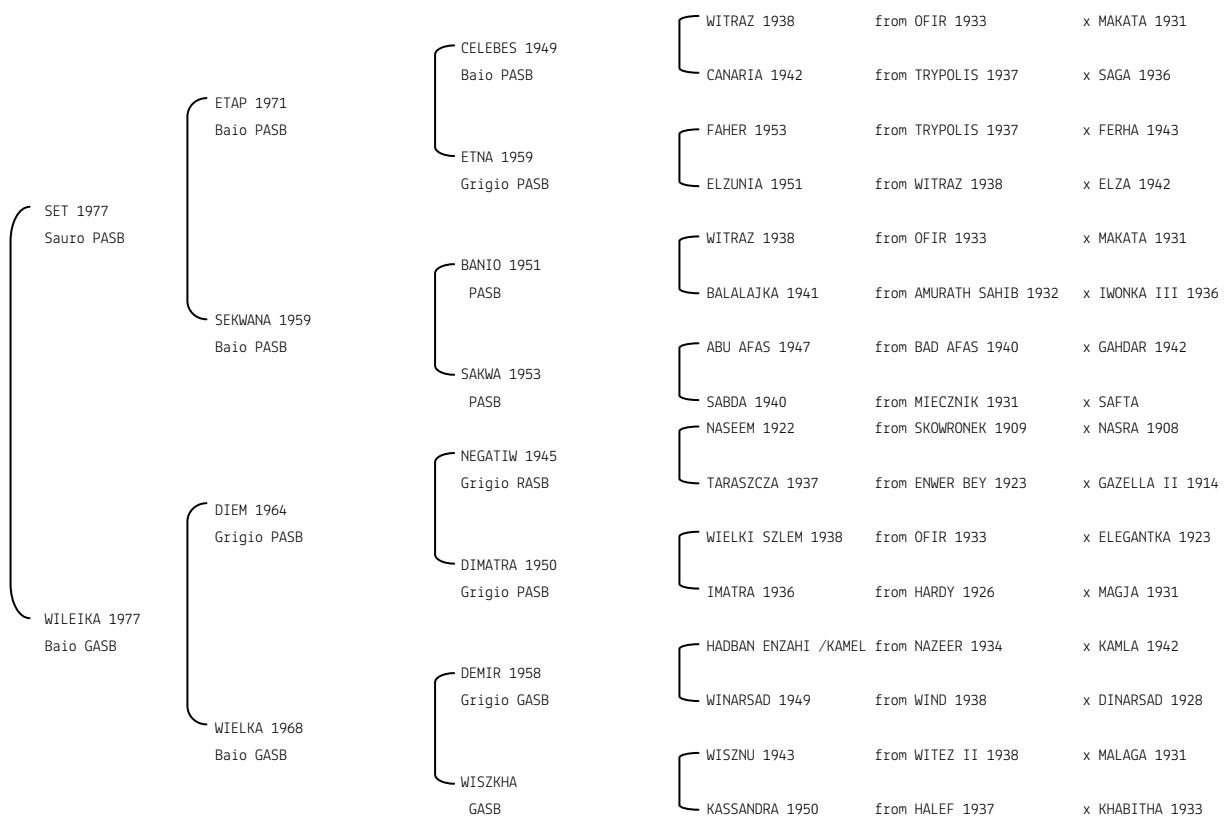 WITRAZ 1938 from OFIR 1933 x MAKATA 1931
CELEBES 1949
Baio PASB
CANARIA 1942 from TRYPOLIS 1937 x SAGA 1936
ETAP 1971
Baio PASB
FAHER 1953 from TRYPOLIS 1937 x FERHA 1943
ETNA 1959
Grigio PASB
ELZUNIA 1951 from WITRAZ 1938 x ELZA 1942
SET 1977
Sauro PASB
WITRAZ 1938 from OFIR 1933 x MAKATA 1931
BANIO 1951
PASB
BALALAJKA 1941 from AMURATH SAHIB 1932 x IWONKA III 1936
SEKWANA 1959
Baio PASB
ABU AFAS 1947 from BAD AFAS 1940 x GAHDAR 1942
SAKWA 1953
PASB
SABDA 1940 from MIECZNIK 1931 x SAFTA
NASEEM 1922 from SKOWRONEK 1909 x NASRA 1908
NEGATIW 1945
Grigio RASB
TARASZCZA 1937 from ENWER BEY 1923 x GAZELLA II 1914
DIEM 1964
Grigio PASB
WIELKI SZLEM 1938 from OFIR 1933 x ELEGANTKA 1923
DIMATRA 1950
Grigio PASB
IMATRA 1936 from HARDY 1926 x MAGJA 1931
WILEIKA 1977
Baio GASB
HADBAN ENZAHI /KAMEL from NAZEER 1934 x KAMLA 1942
DEMIR 1958
Grigio GASB
WINARSAD 1949 from WIND 1938 x DINARSAD 1928
WIELKA 1968
Baio GASB
WISZNU 1943 from WITEZ II 1938 x MALAGA 1931
WISZKHA
GASB
KASSANDRA 1950 from HALEF 1937 x KHABITHA 1933